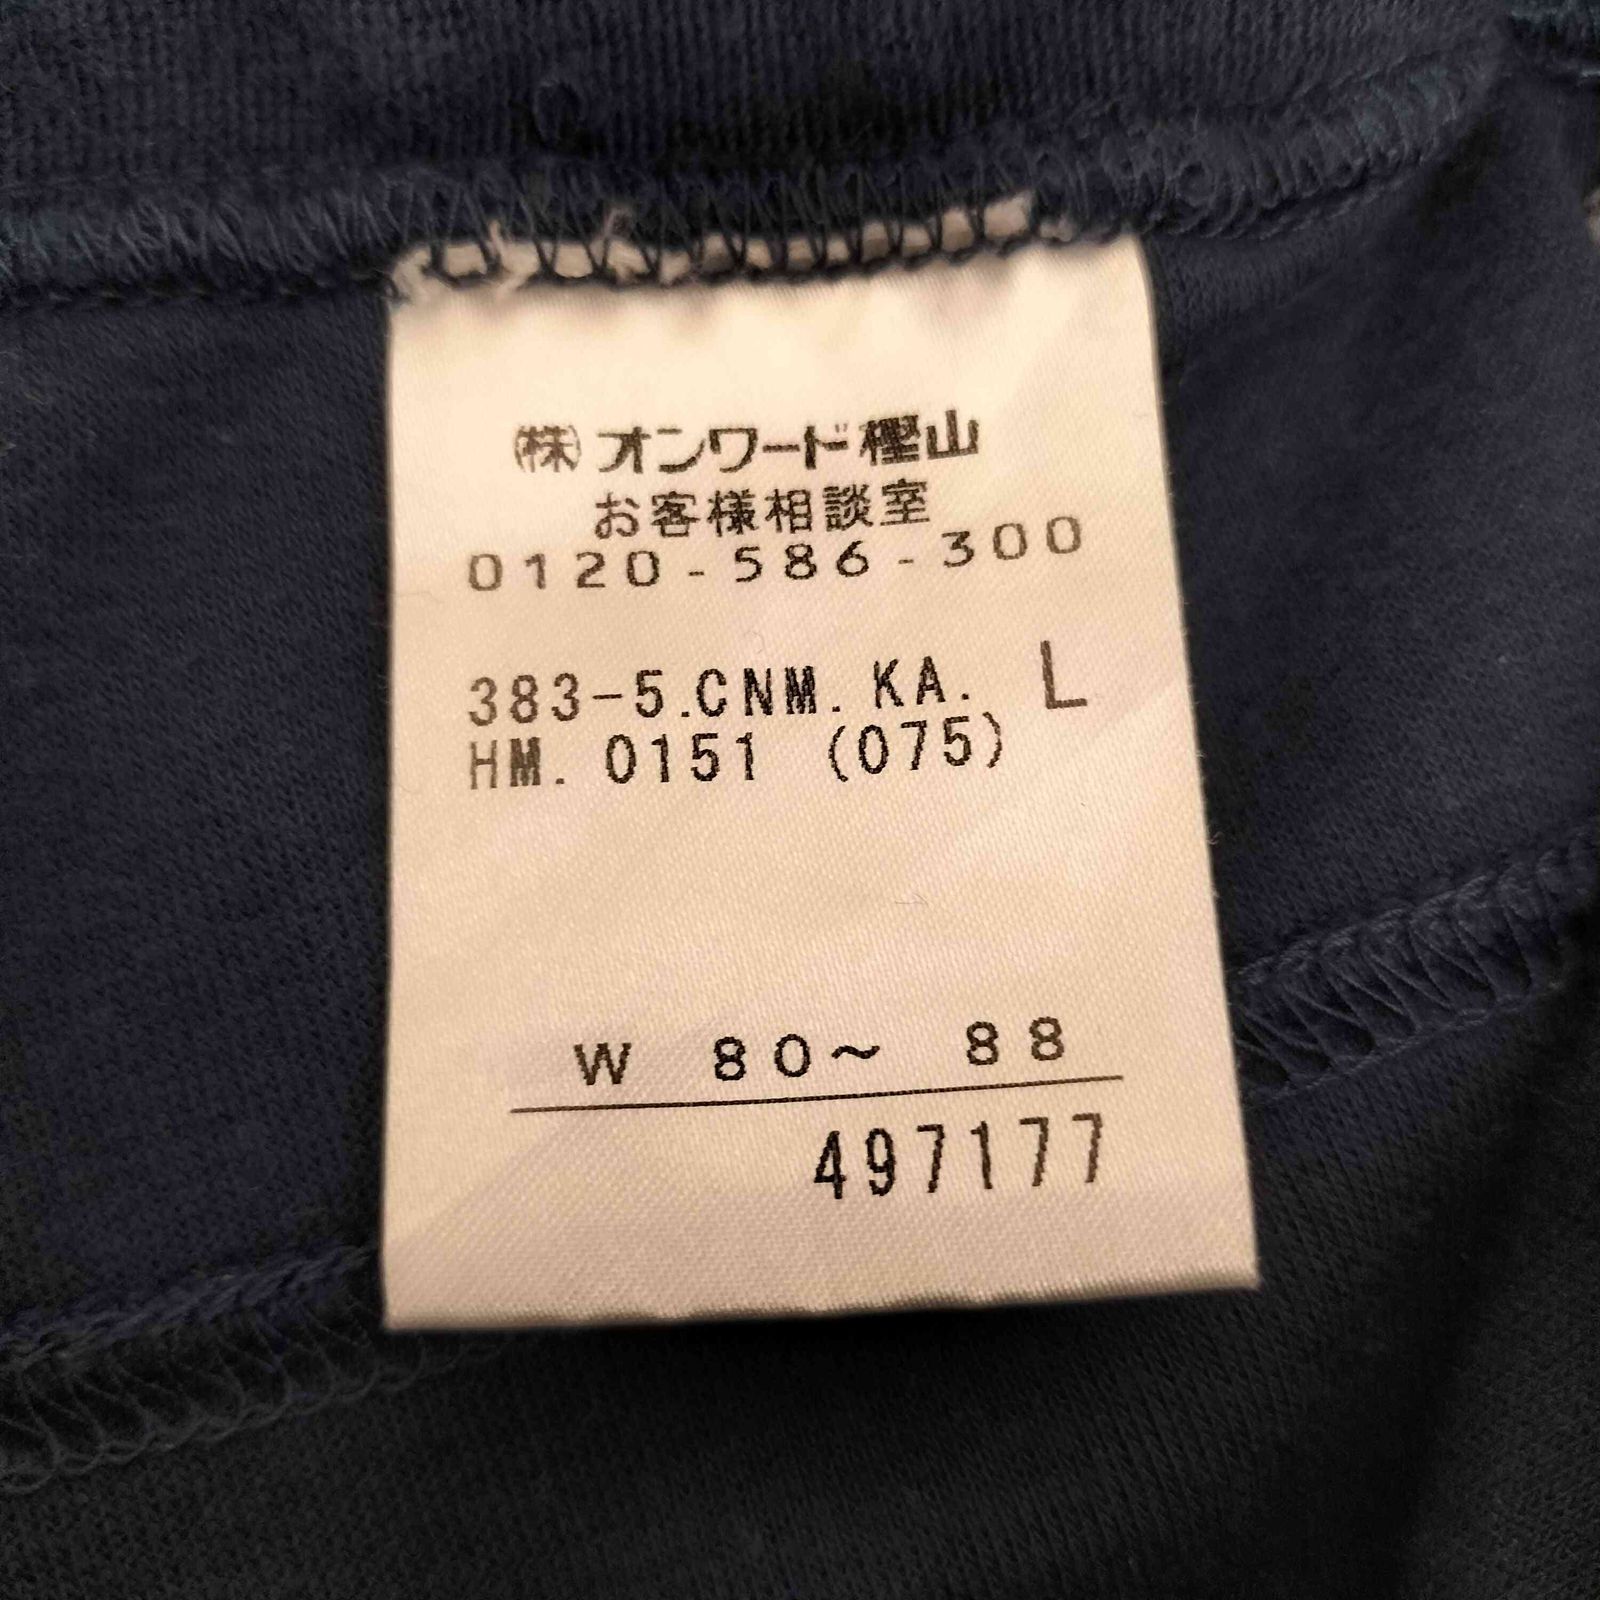 ㈱オンワード樫山
お客様相談室
0120-586-300
383-5.CNM.KA. L
HM.0151 (075)
W 80~ 88
497177